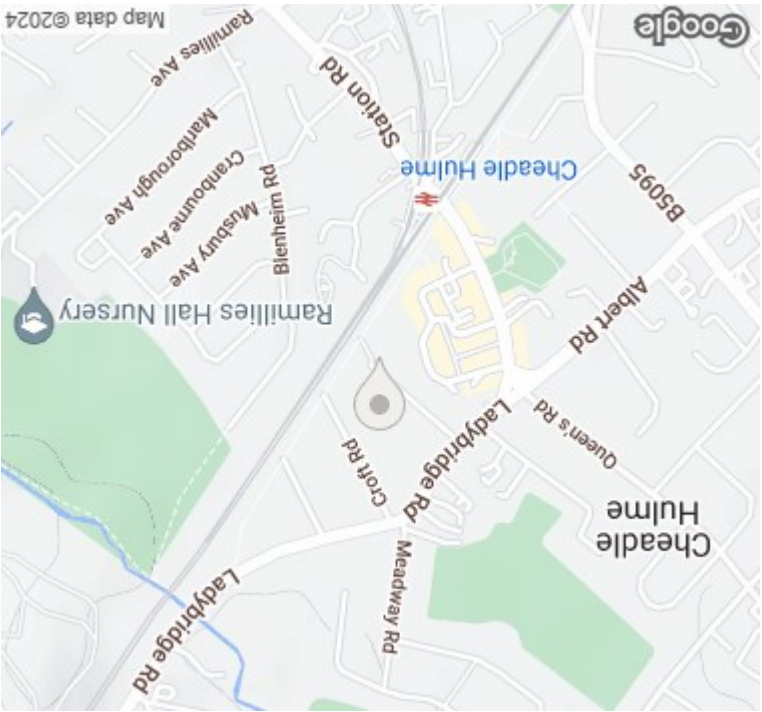 Ladybridge Rd
Meadway Rd
Cheadle
Hulme
Ladybridge Rd
Croft Rd
Queen's Rd
Albert Rd
Ramillies Hall Nursery
Blenheim Rd
Musbury Ave
Cranbourne Ave
Marlborough Ave
Cheadle Hulme
B5095
Station Rd
Ramillies Ave
Google
Map data ©2024